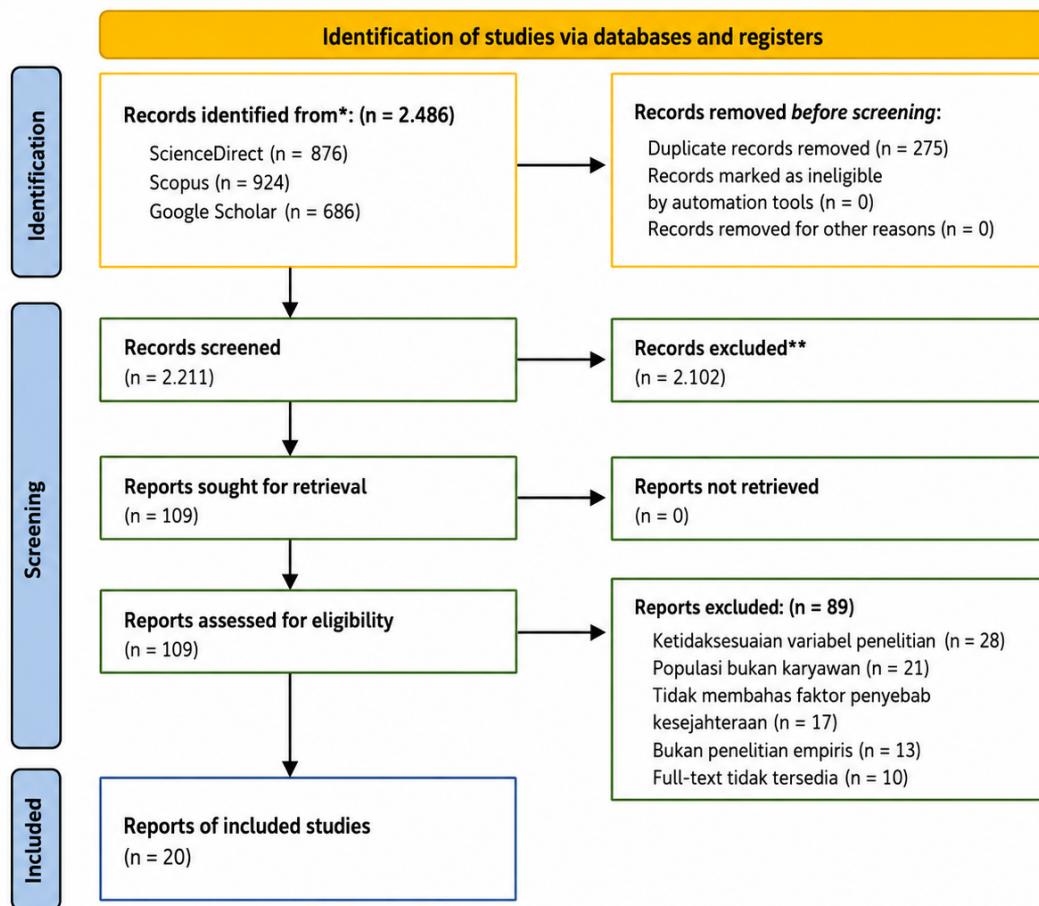 Identification of studies via databases and registers
Identification
Records identified from*: (n = 2.486)
ScienceDirect (n = 876)
Scopus (n = 924)
Google Scholar (n = 686)
Records removed before screening:
Duplicate records removed (n = 275)
Records marked as ineligible
by automation tools (n = 0)
Records removed for other reasons (n = 0)
Screening
Records screened
(n = 2.211)
Records excluded**
(n = 2.102)
Reports sought for retrieval
(n = 109)
Reports not retrieved
(n = 0)
Reports assessed for eligibility
(n = 109)
Reports excluded: (n = 89)
Ketidaksesuaian variabel penelitian (n = 28)
Populasi bukan karyawan (n = 21)
Tidak membahas faktor penyebab
kesejahteraan (n = 17)
Bukan penelitian empiris (n = 13)
Full-text tidak tersedia (n = 10)
Included
Reports of included studies
(n = 20)